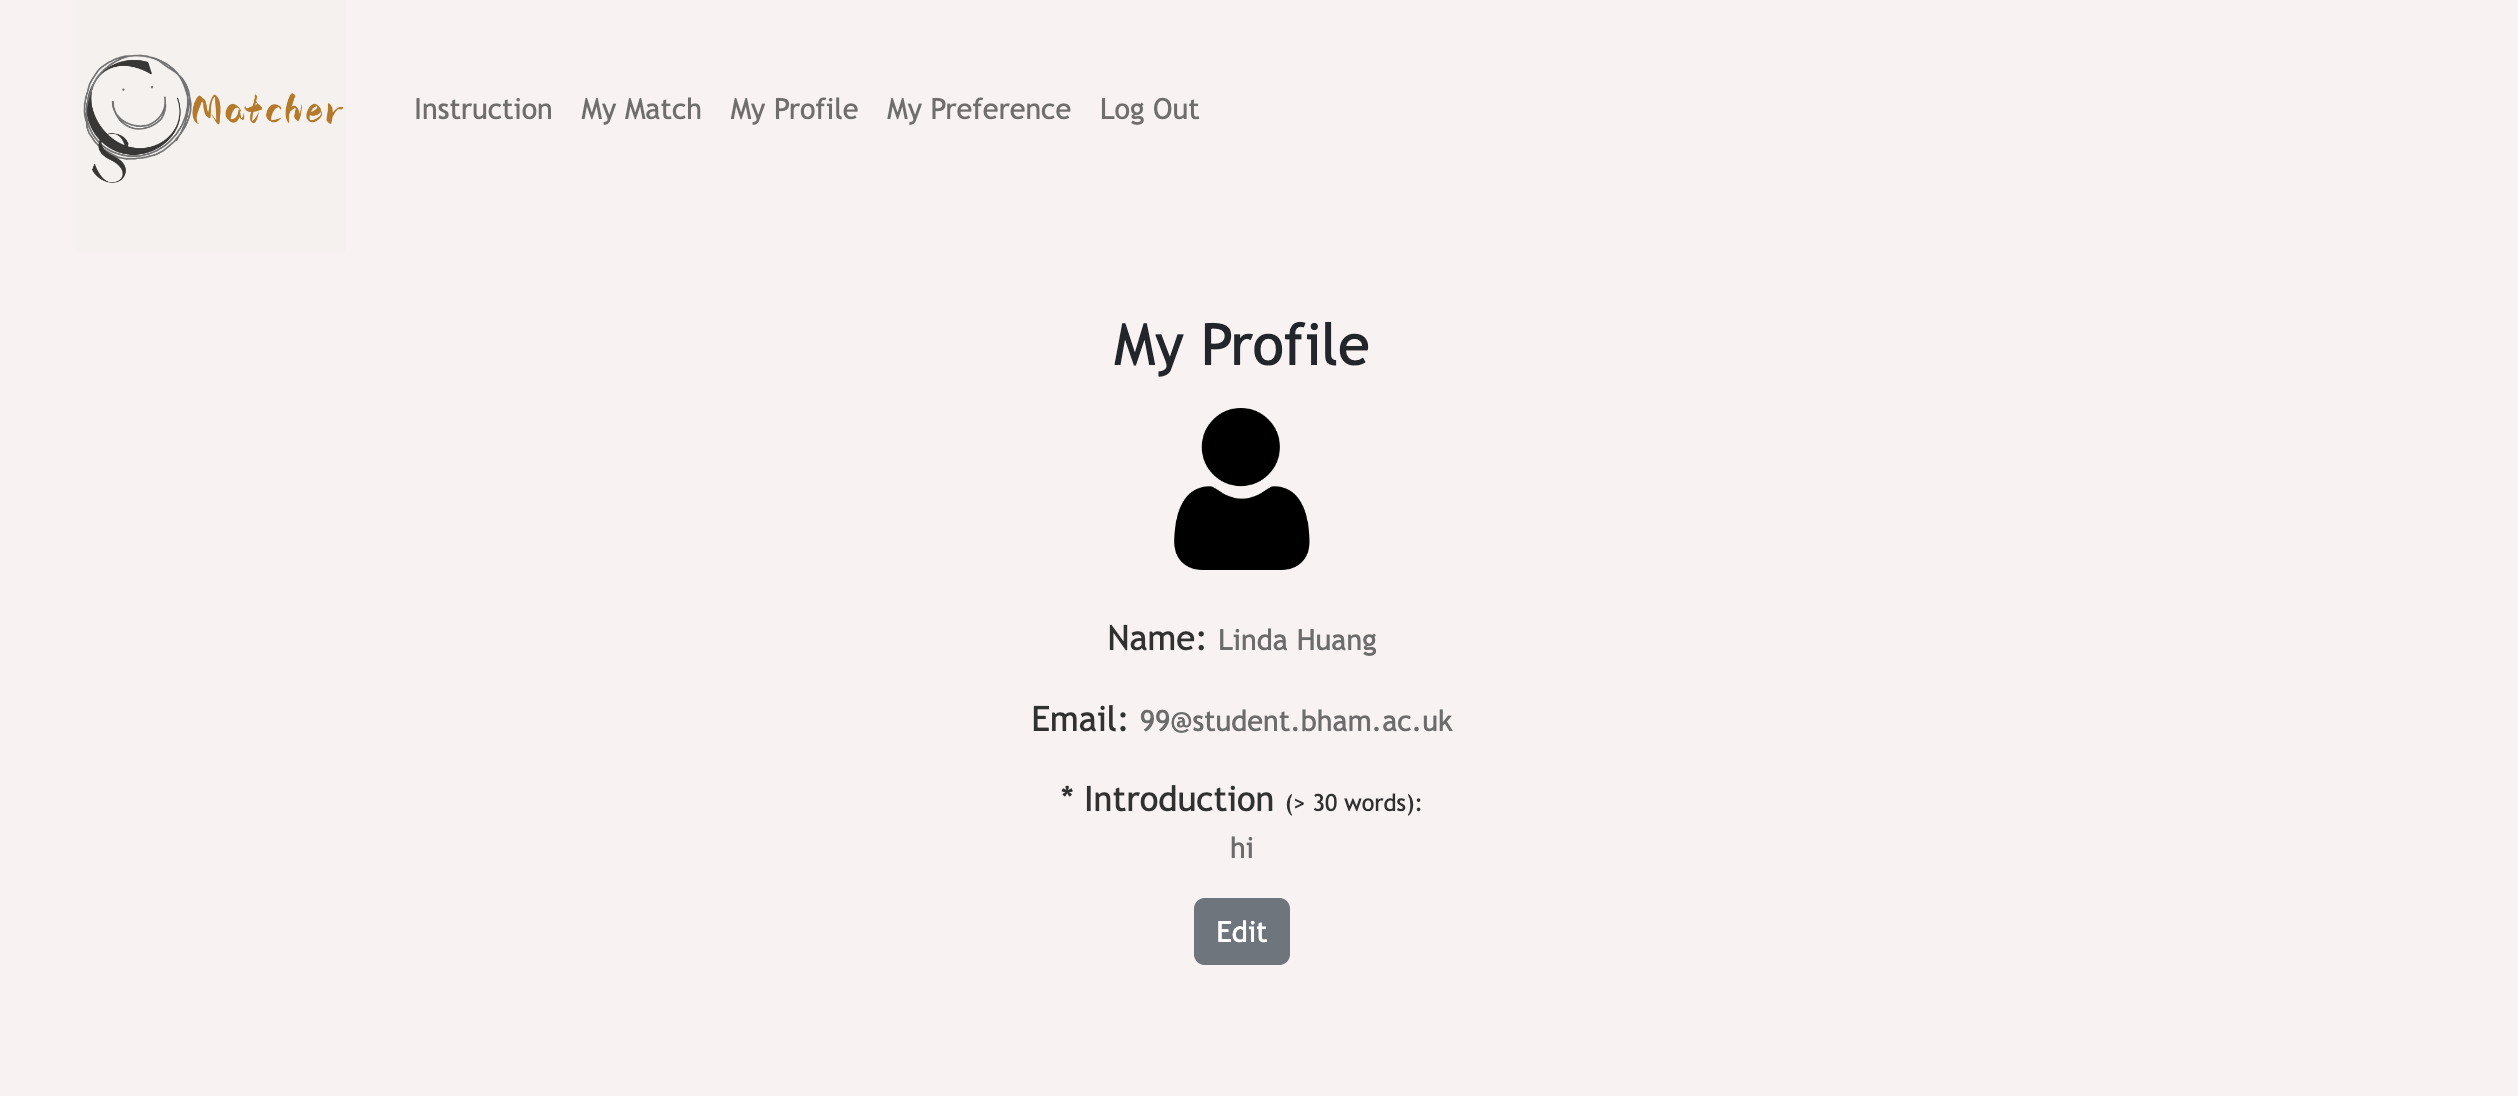 Matcher
Instruction My Match My Profile My Preference Log Out
My Profile
Name: Linda Huang
Email: 99@student.bham.ac.uk
* Introduction (> 30 words):
hi
Edit